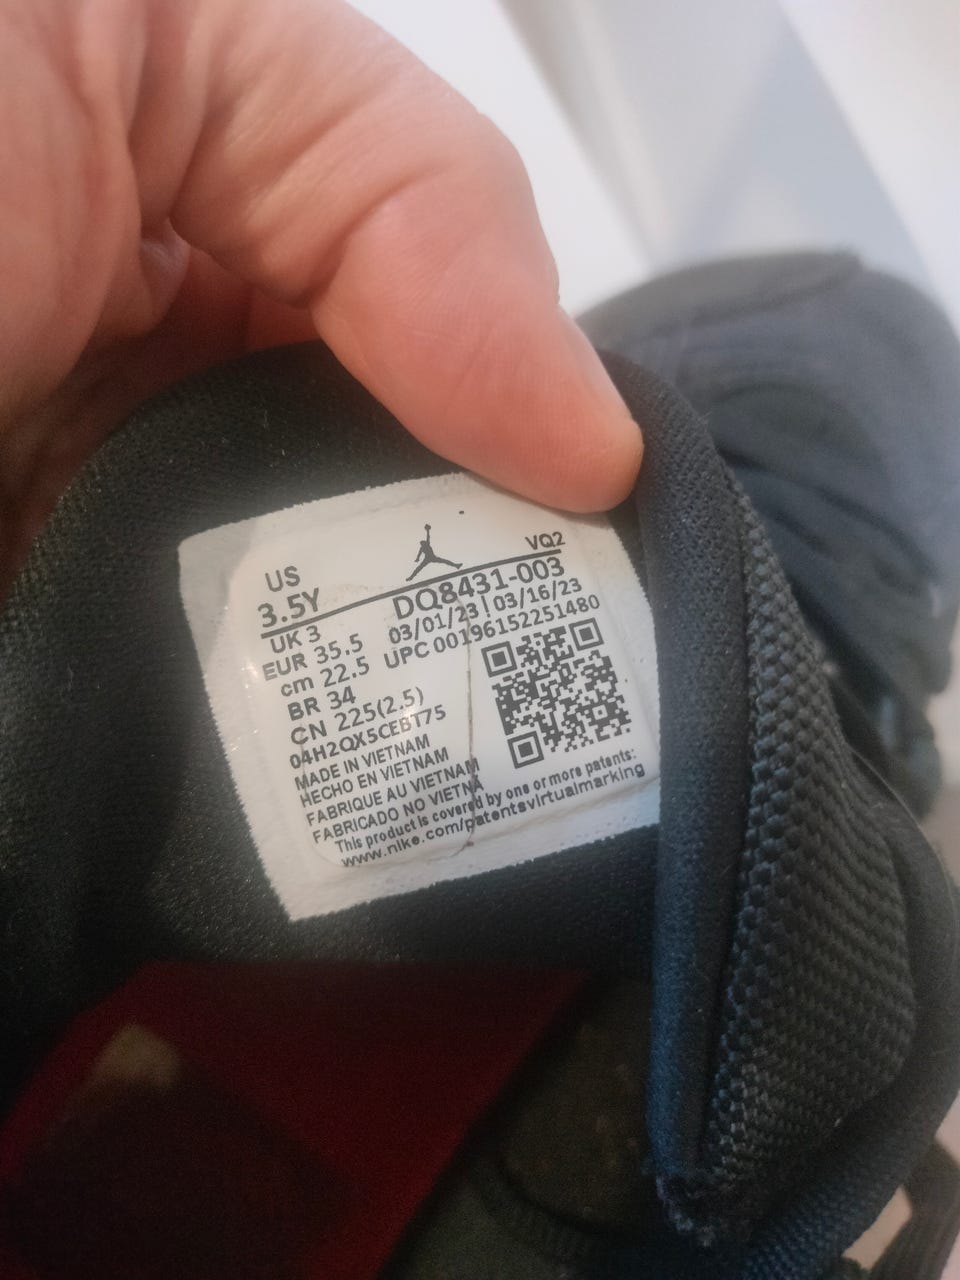 VQ2
US
3.5Y
DQ8431-003
UK 3
03/01/23 | 03/16/23
EUR 35.5
UPC 00196152251480
cm 22.5
BR 34
CN 225(2.5)
04H2QX5CEBT75
MADE IN VIETNAM
HECHO EN VIETNAM
FABRIQUE AU VIETNAM
FABRICADO NO VIETNÃ
This product is covered by one or more patents:
www.nike.com/patentsvirtualmarking